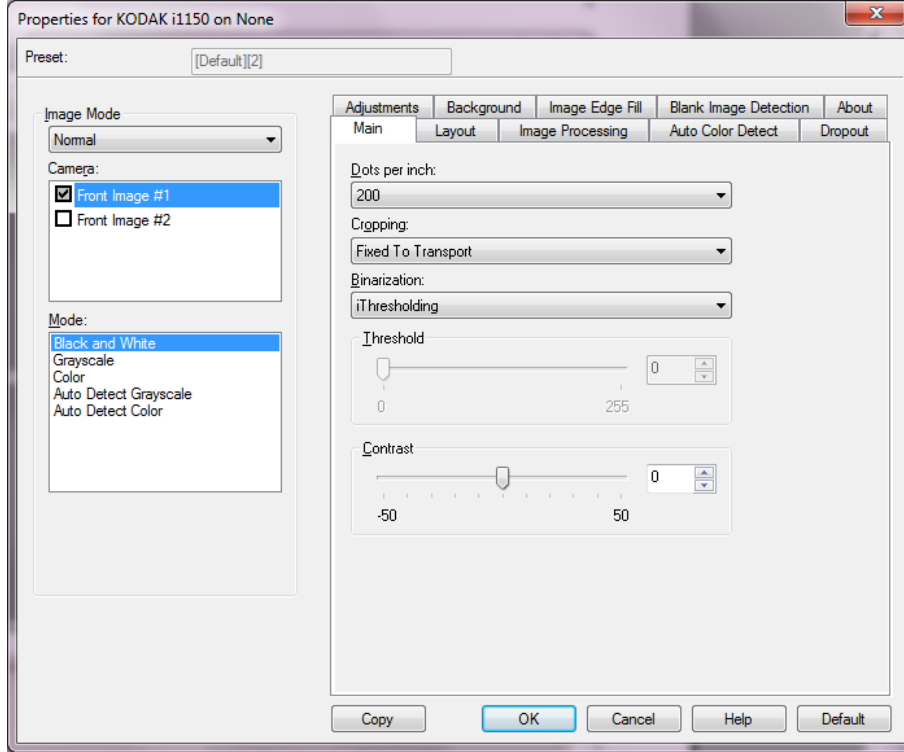 Properties for KODAK i1150 on None
x
Preset:
[Default][2]
Image Mode
Normal
Camera:
Front Image #1
Front Image #2
Mode:
Black and White
Grayscale
Color
Auto Detect Grayscale
Auto Detect Color
Adjustments Background Image Edge Fill Blank Image Detection About
Main Layout Image Processing Auto Color Detect Dropout
Dots per inch:
200
Cropping:
Fixed To Transport
Binarization:
iThresholding
Threshold
0
0 255
Contrast
0
-50 50
Copy OK Cancel Help Default